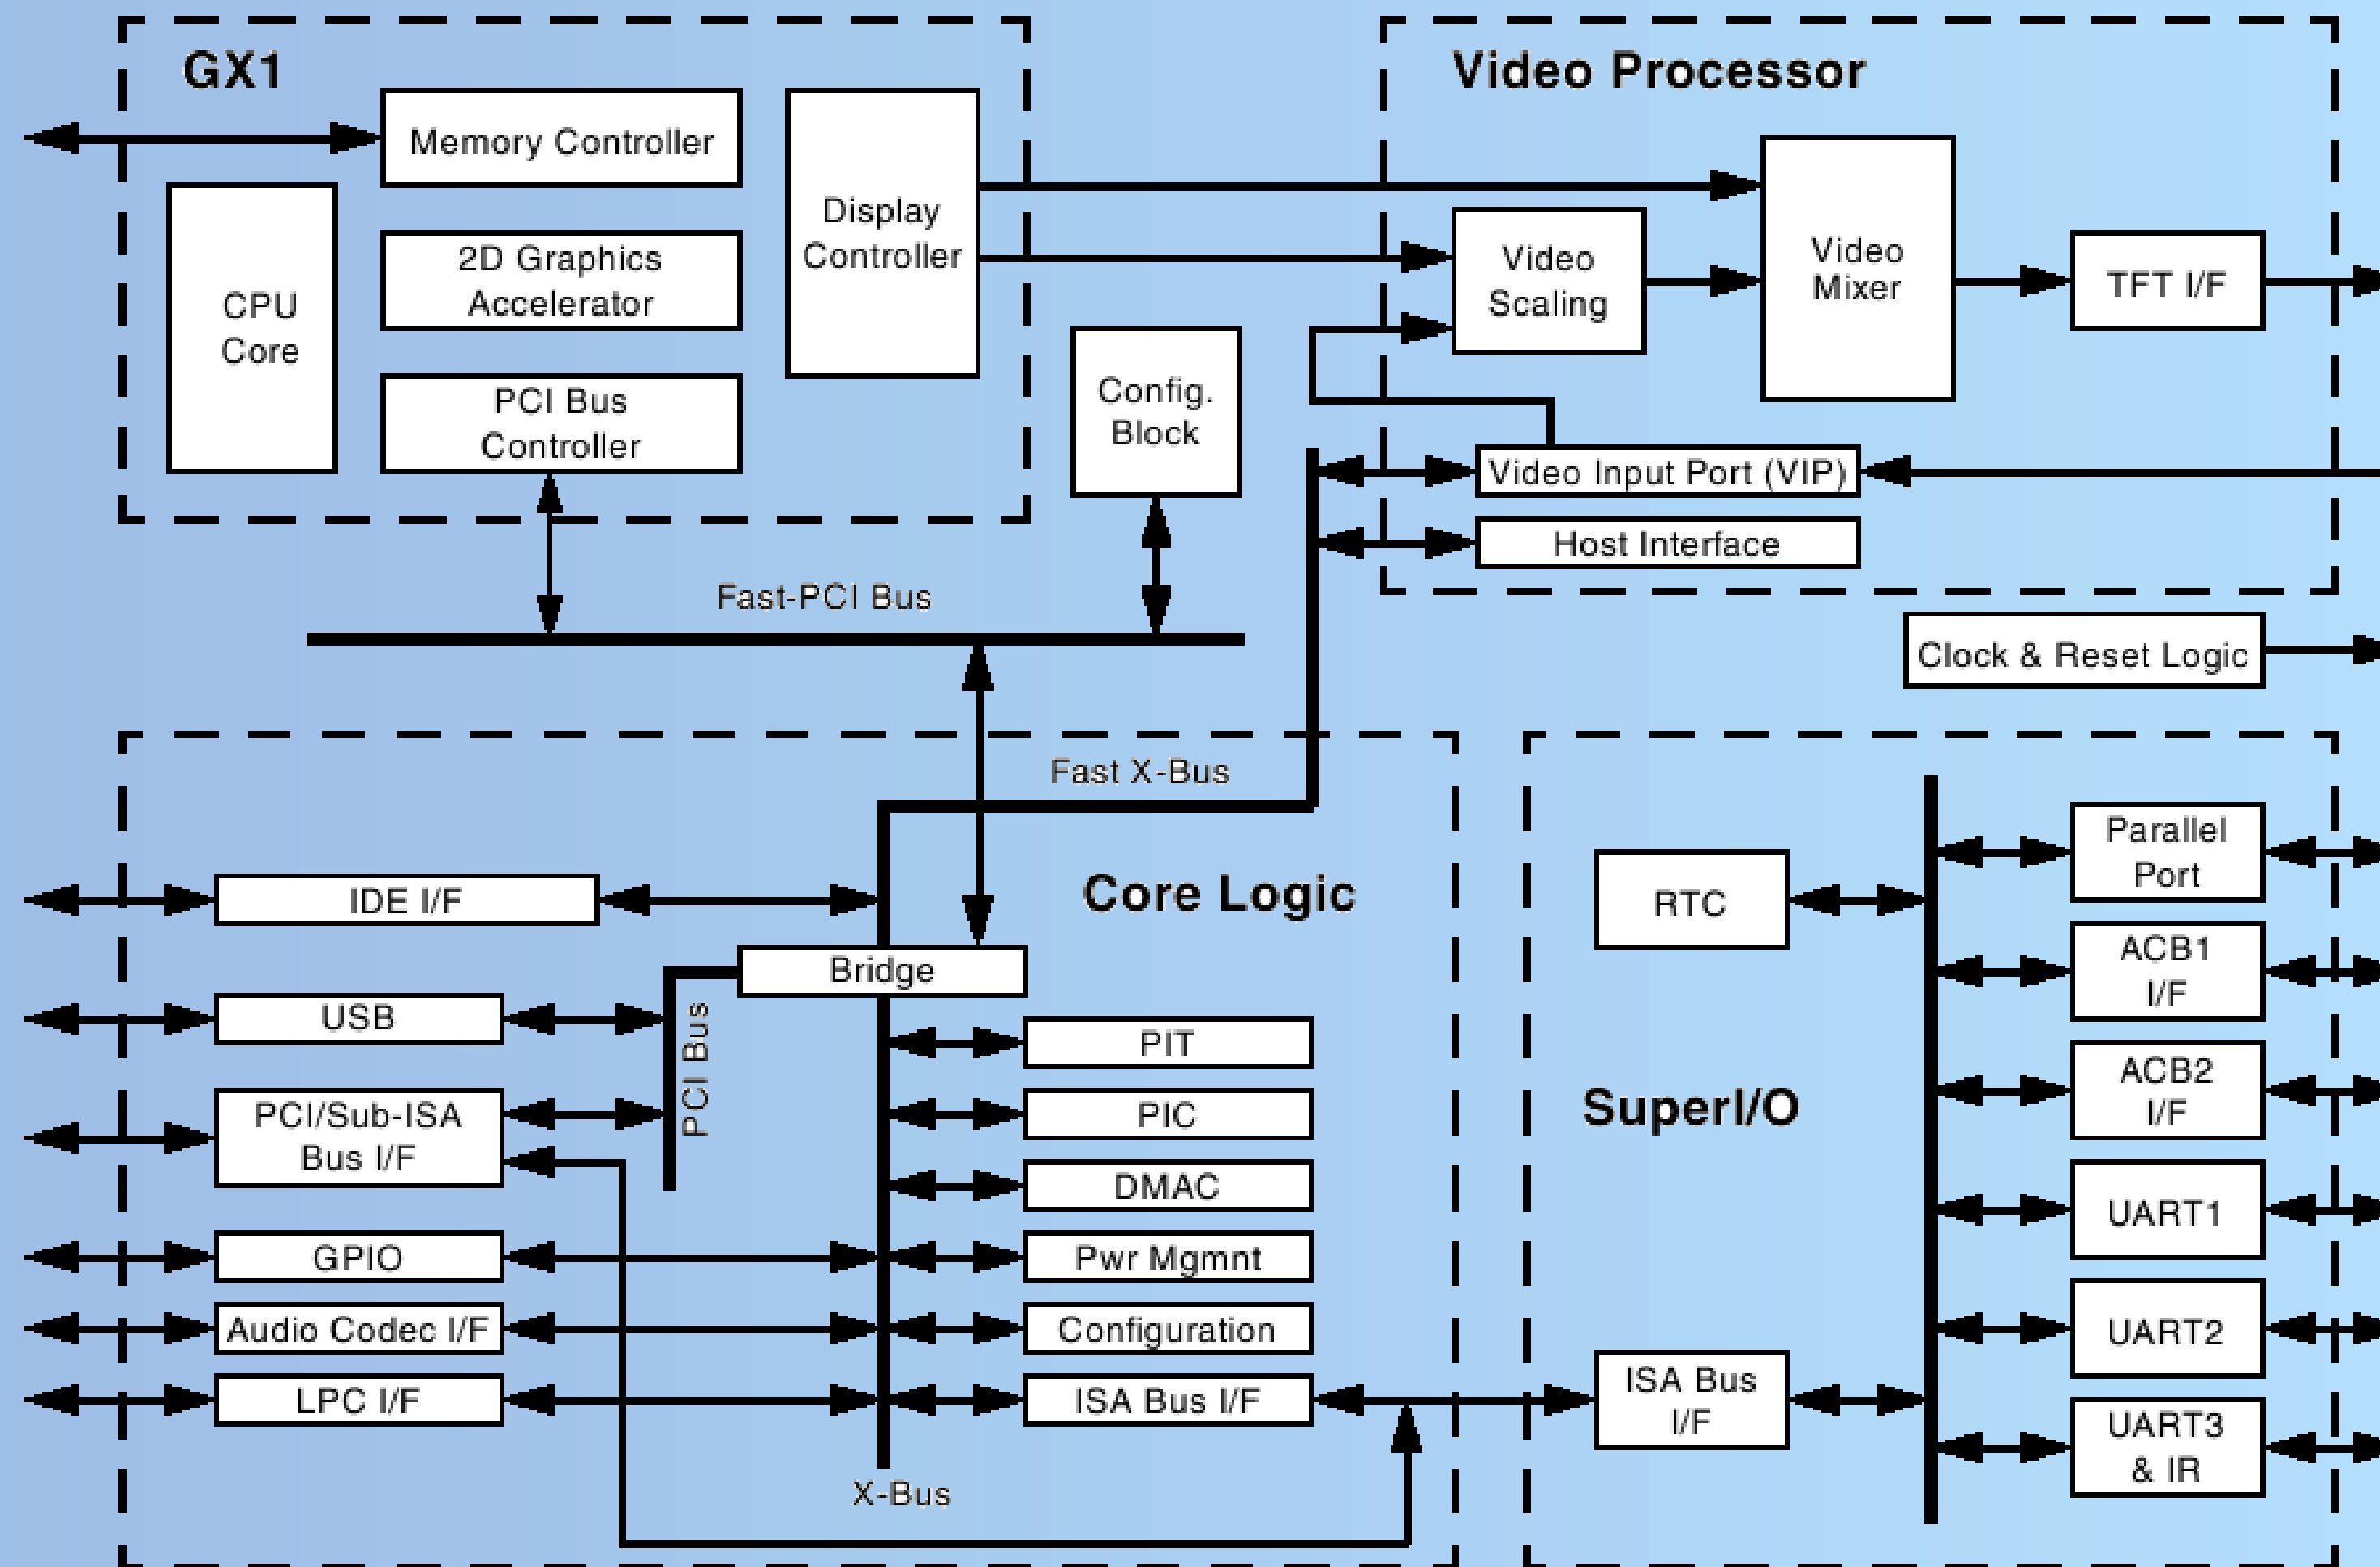 GX1
Memory Controller
CPU
Core
2D Graphics
Accelerator
PCI Bus
Controller
Display
Controller
Config.
Block
Video Processor
Video
Scaling
Video
Mixer
TFT I/F
Video Input Port (VIP)
Host Interface
Fast-PCI Bus
Clock & Reset Logic
Fast X-Bus
Core Logic
IDE I/F
Bridge
USB
PCI Bus
PCI/Sub-ISA
Bus I/F
GPIO
Audio Codec I/F
LPC I/F
PIT
PIC
DMAC
Pwr Mgmnt
Configuration
ISA Bus I/F
X-Bus
SuperI/O
RTC
ISA Bus
I/F
Parallel
Port
ACB1
I/F
ACB2
I/F
UART1
UART2
UART3
& IR